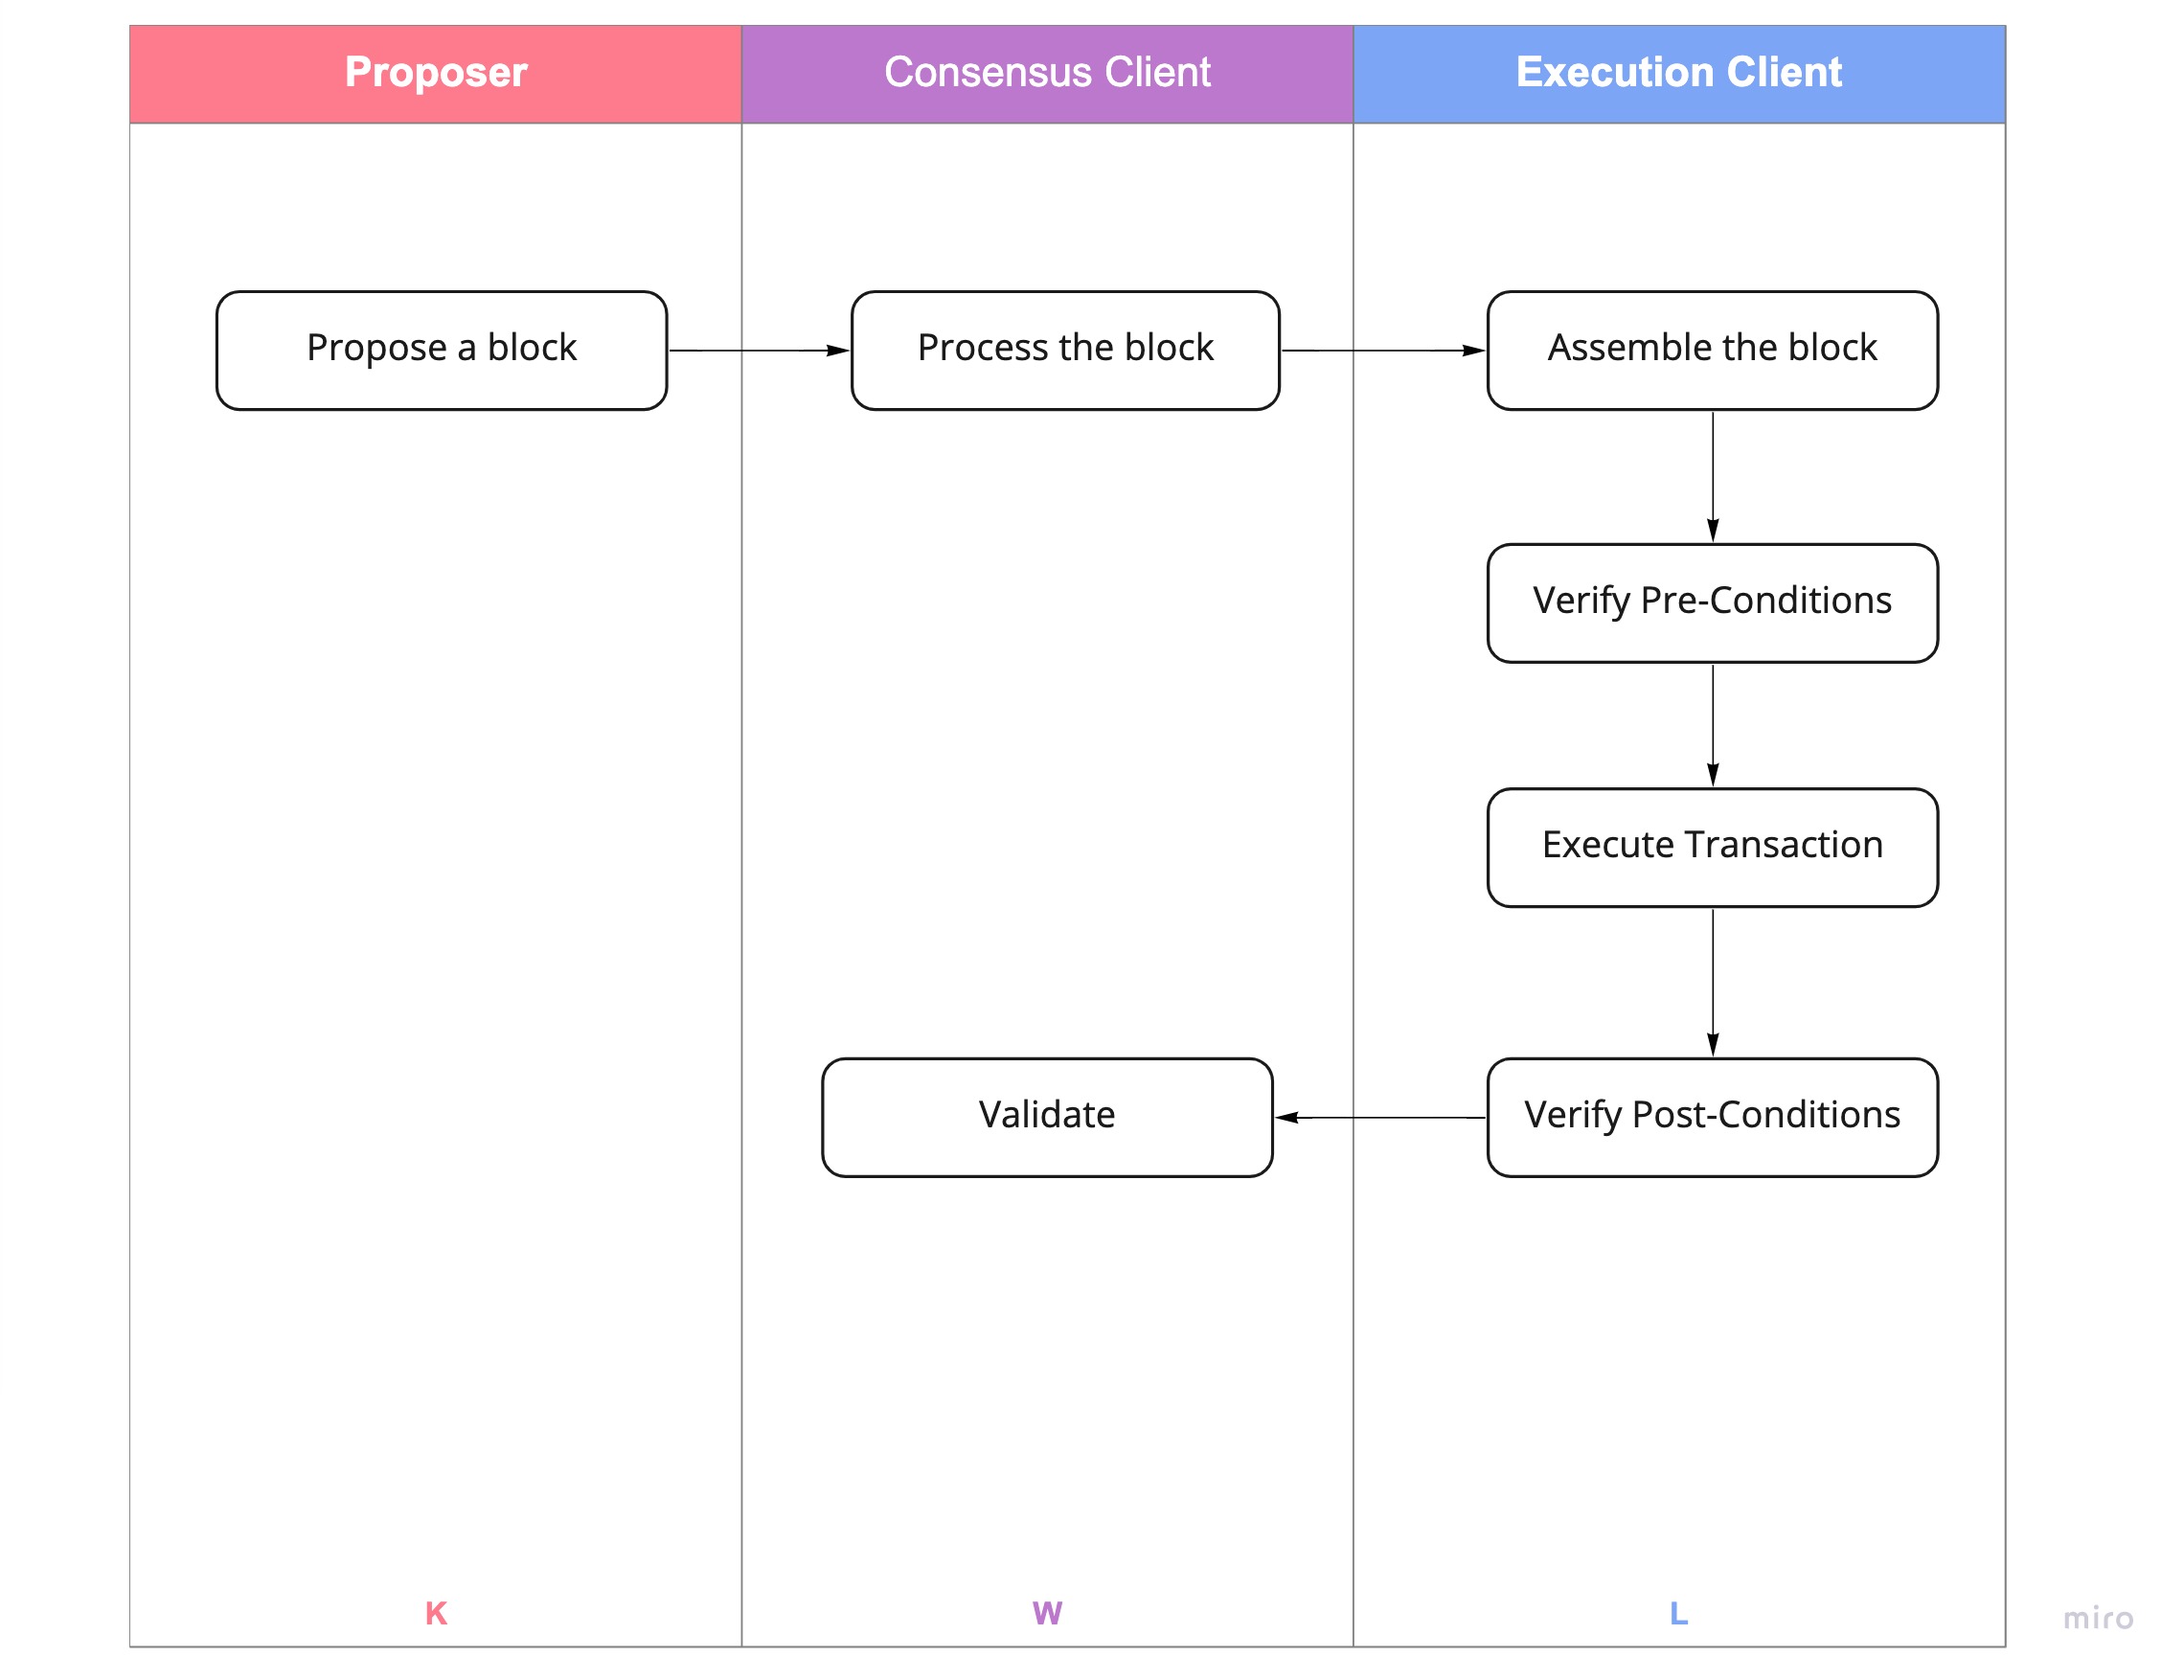 Proposer
Consensus Client
Execution Client
Propose a block
Process the block
Assemble the block
Verify Pre-Conditions
Execute Transaction
Validate
Verify Post-Conditions
K
W
L
miro